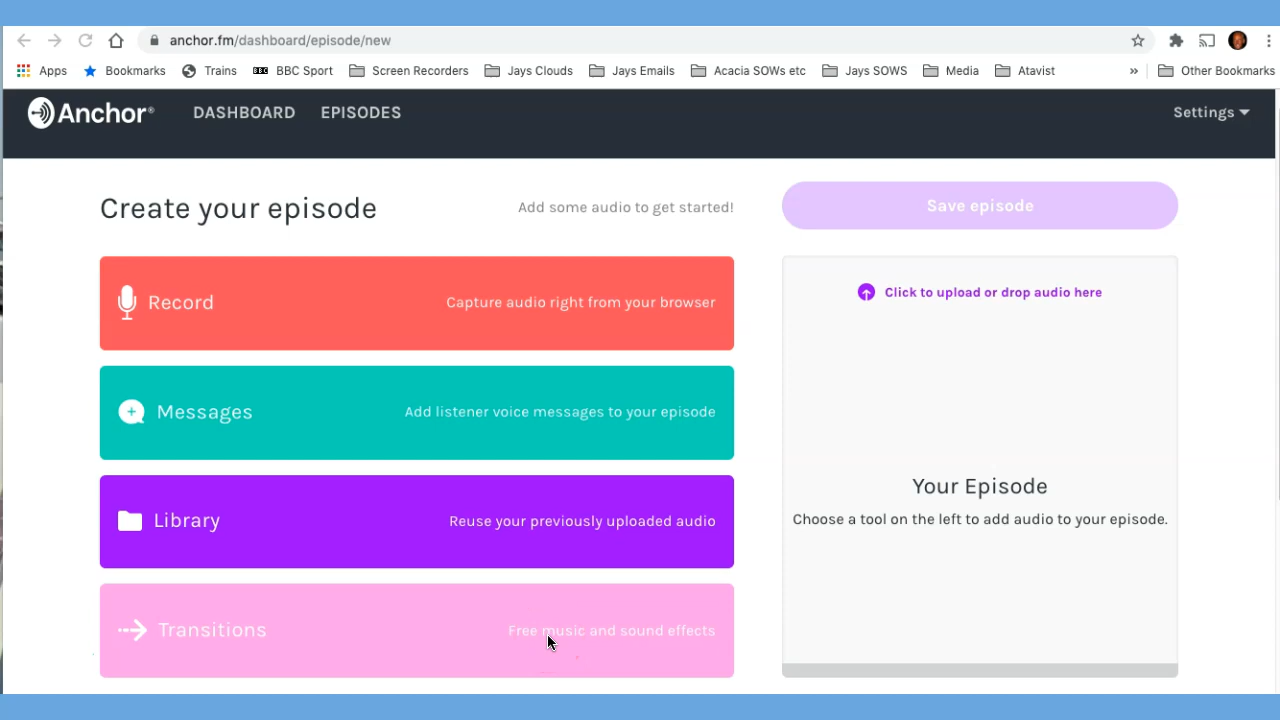 anchor.fm/dashboard/episode/new
Apps Bookmarks Trains BBC Sport Screen Recorders Jays Clouds Jays Emails Acacia SOWs etc Jays SOWS Media Atavist » Other Bookmarks
Anchor® DASHBOARD EPISODES Settings
Create your episode Add some audio to get started! Save episode
Click to upload or drop audio here
Record Capture audio right from your browser
Messages Add listener voice messages to your episode
Your Episode
Library Reuse your previously uploaded audio Choose a tool on the left to add audio to your episode.
Transitions Free music and sound effects